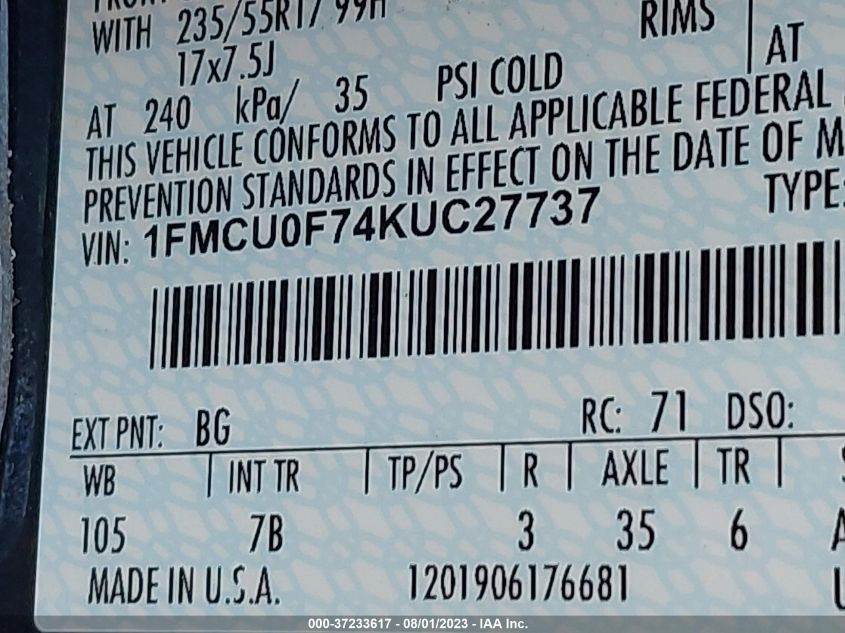 WITH 235/55R17 99H RIMS AT
17x7.5J
AT 240 kPa/ 35 PSI COLD
THIS VEHICLE CONFORMS TO ALL APPLICABLE FEDERAL
PREVENTION STANDARDS IN EFFECT ON THE DATE OF M
VIN: 1FMCU0F74KUC27737 TYPE:
EXT PNT: BG RC: 71 DSO:
WB INT TR TP/PS R AXLE TR
105 7B 3 35 6
MADE IN U.S.A. 1201906176681
000-37233617 - 08/01/2023 - IAA Inc.